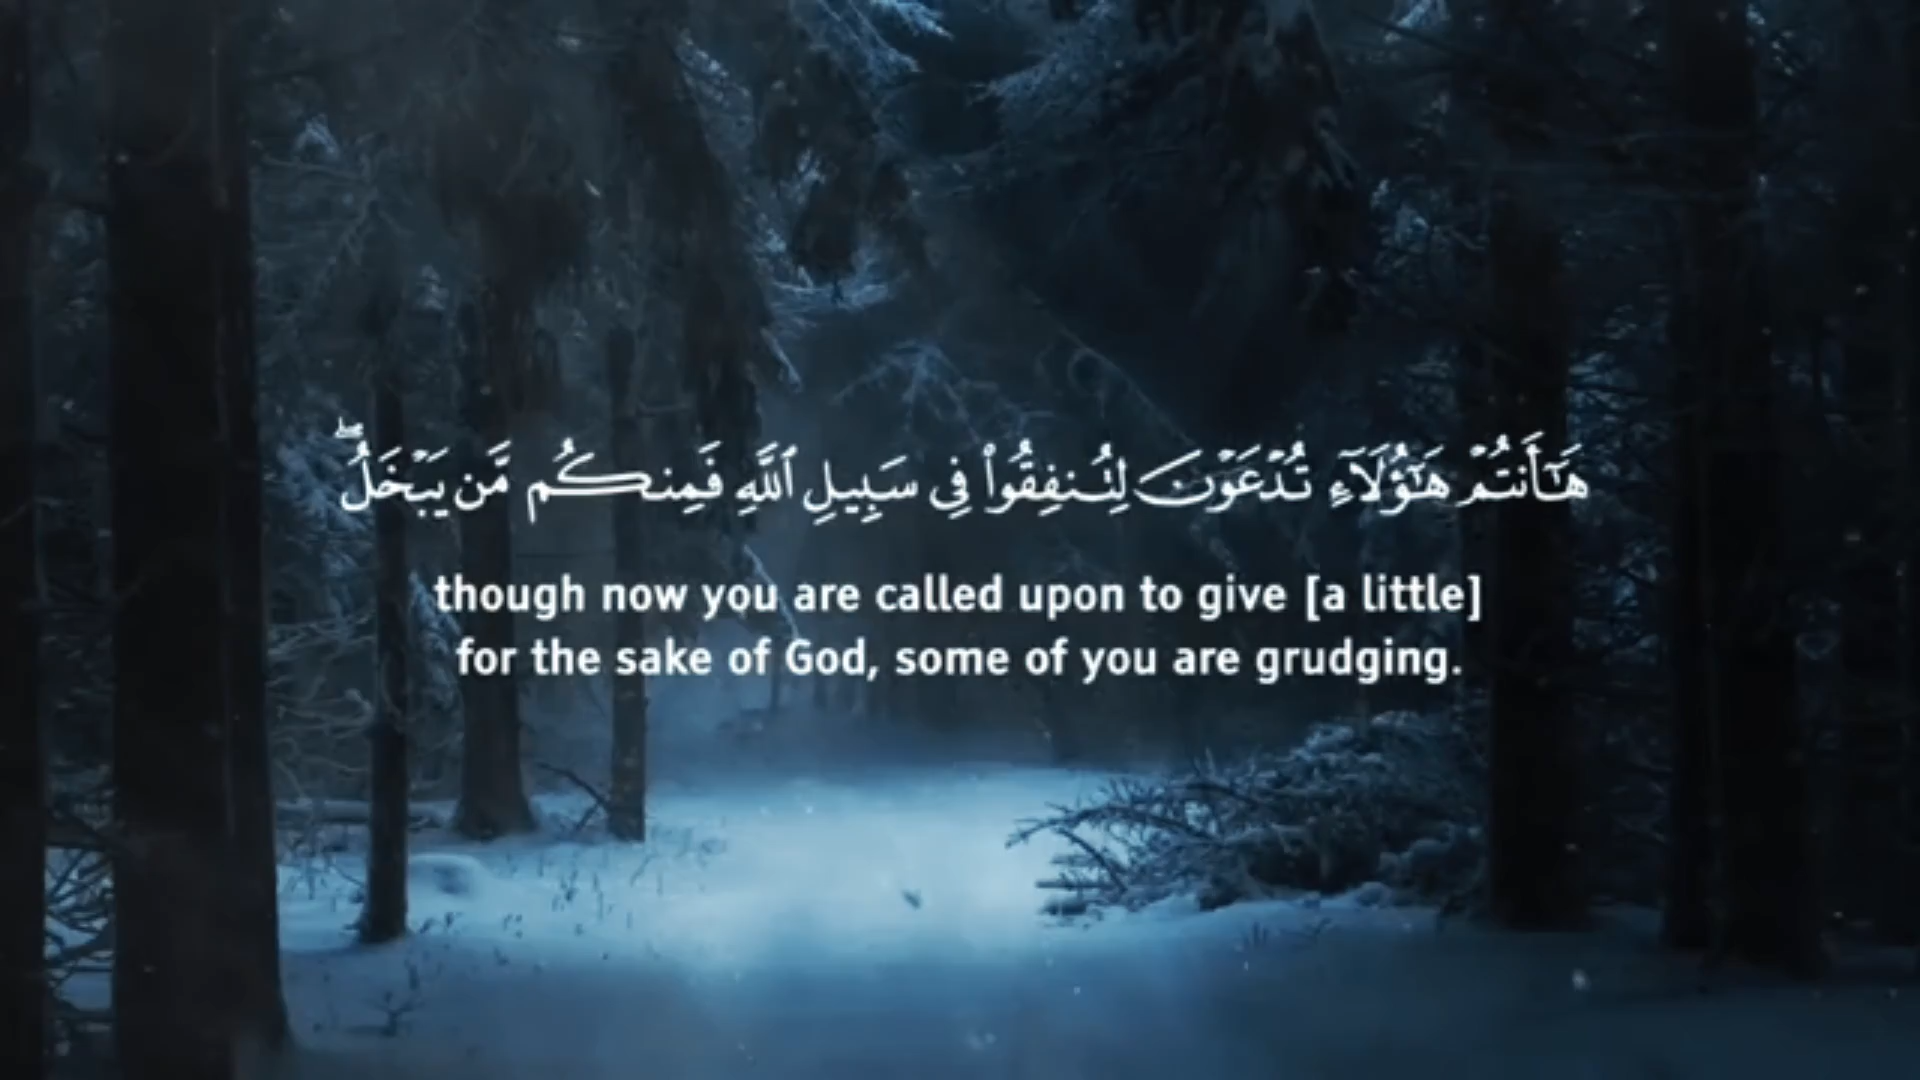 هَـٰٓأَنتُمْ هَـٰٓؤُلَآءِ تُدْعَوْنَ لِتُنفِقُوا۟ فِى سَبِيلِ ٱللَّهِ فَمِنكُم مَّن يَبْخَلُ ۖ
though now you are called upon to give [a little]
for the sake of God, some of you are grudging.